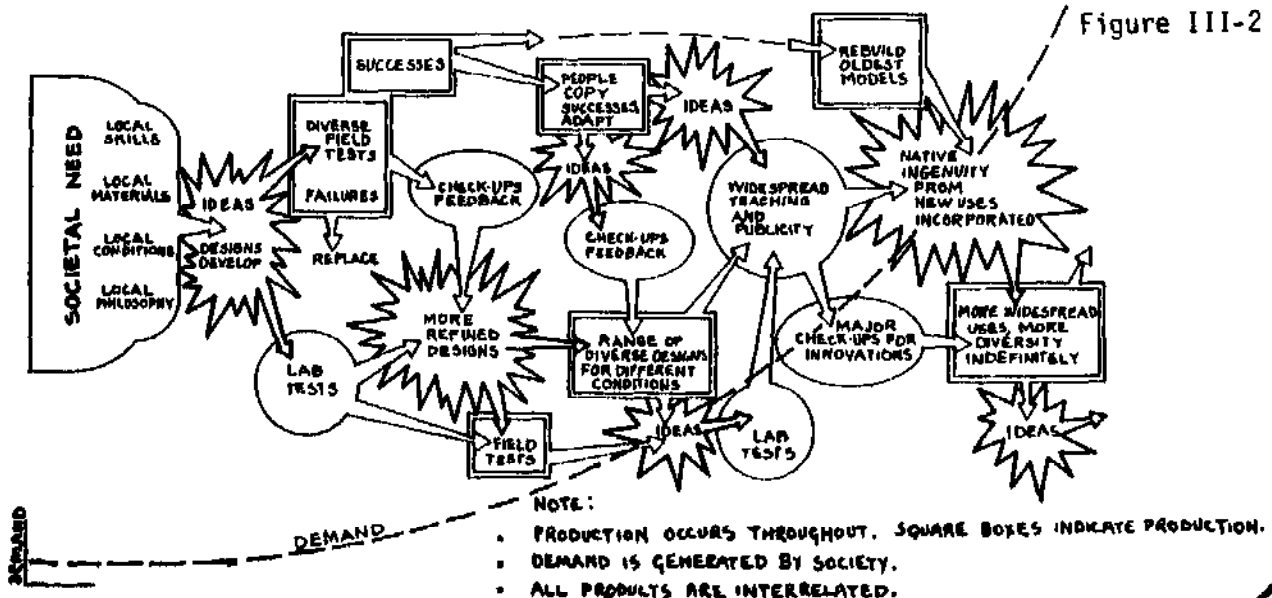 Figure III-2
SOCIETAL NEED
LOCAL
SKILLS
LOCAL
MATERIALS
LOCAL
CONDITIONS
LOCAL
PHILOSOPHY
IDEAS
DESIGNS
DEVELOP
SUCCESSES
DIVERSE
FIELD
TESTS
FAILURES
REPLACE
LAB
TESTS
CHECK-UPS
FEEDBACK
MORE
REFINED
DESIGNS
FIELD
TESTS
PEOPLE
COPY
SUCCESSES,
ADAPT
IDEAS
IDEAS
CHECK-UPS
FEEDBACK
RANGE OF
DIVERSE DESIGNS
FOR DIFFERENT
CONDITIONS
IDEAS
LAB
TESTS
WIDESPREAD
TEACHING
AND
PUBLICITY
REBUILD
OLDEST
MODELS
NATIVE
INGENUITY
FROM
NEW USES
INCORPORATED
MAJOR
CHECK-UPS FOR
INNOVATIONS
MORE WIDESPREAD
USES, MORE
DIVERSITY
INDEFINITELY
IDEAS
DEMAND
DEMAND
NOTE:
• PRODUCTION OCCURS THROUGHOUT. SQUARE BOXES INDICATE PRODUCTION.
• DEMAND IS GENERATED BY SOCIETY.
• ALL PRODUCTS ARE INTERRELATED.